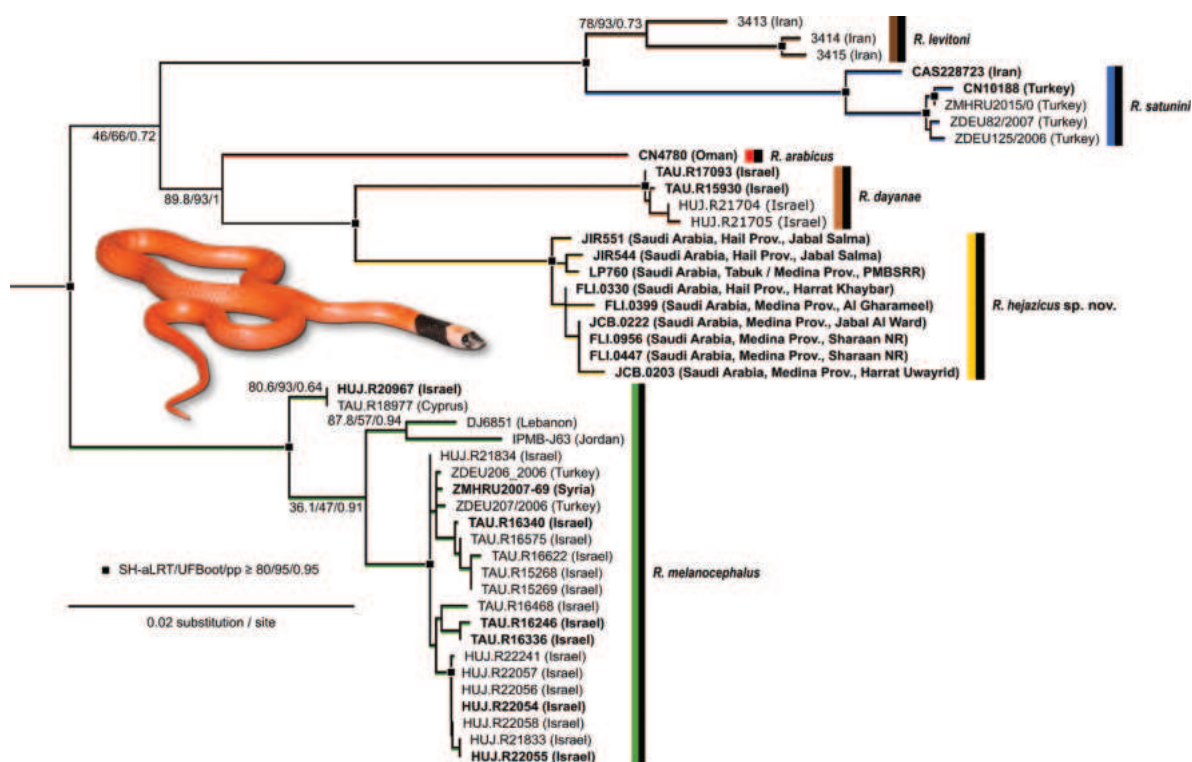 78/93/0.73
3413 (Iran)
3414 (Iran)
3415 (Iran)
R. levitoni
CAS228723 (Iran)
CN10188 (Turkey)
ZMHRU2015/0 (Turkey)
ZDEU82/2007 (Turkey)
ZDEU125/2006 (Turkey)
R. satunini
46/66/0.72
CN4780 (Oman)
R. arabicus
89.8/93/1
TAU.R17093 (Israel)
TAU.R15930 (Israel)
HUJ.R21704 (Israel)
HUJ.R21705 (Israel)
R. dayanae
JIR551 (Saudi Arabia, Hail Prov., Jabal Salma)
JIR544 (Saudi Arabia, Hail Prov., Jabal Salma)
LP760 (Saudi Arabia, Tabuk / Medina Prov., PMBSRR)
FLI.0330 (Saudi Arabia, Hail Prov., Harrat Khaybar)
FLI.0399 (Saudi Arabia, Medina Prov., Al Gharameel)
JCB.0222 (Saudi Arabia, Medina Prov., Jabal Al Ward)
FLI.0956 (Saudi Arabia, Medina Prov., Sharaan NR)
FLI.0447 (Saudi Arabia, Medina Prov., Sharaan NR)
JCB.0203 (Saudi Arabia, Medina Prov., Harrat Uwayrid)
R. hejazicus sp. nov.
80.6/93/0.64
HUJ.R20967 (Israel)
TAU.R18977 (Cyprus)
87.8/57/0.94
DJ6851 (Lebanon)
IPMB-J63 (Jordan)
36.1/47/0.91
HUJ.R21834 (Israel)
ZDEU206_2006 (Turkey)
ZMHRU2007-69 (Syria)
ZDEU207/2006 (Turkey)
TAU.R16340 (Israel)
TAU.R16575 (Israel)
TAU.R16622 (Israel)
TAU.R15268 (Israel)
TAU.R15269 (Israel)
TAU.R16468 (Israel)
TAU.R16246 (Israel)
TAU.R16336 (Israel)
HUJ.R22241 (Israel)
HUJ.R22057 (Israel)
HUJ.R22056 (Israel)
HUJ.R22054 (Israel)
HUJ.R22058 (Israel)
HUJ.R21833 (Israel)
HUJ.R22055 (Israel)
R. melanocephalus
SH-aLRT/UFBoot/pp ≥ 80/95/0.95
0.02 substitution / site